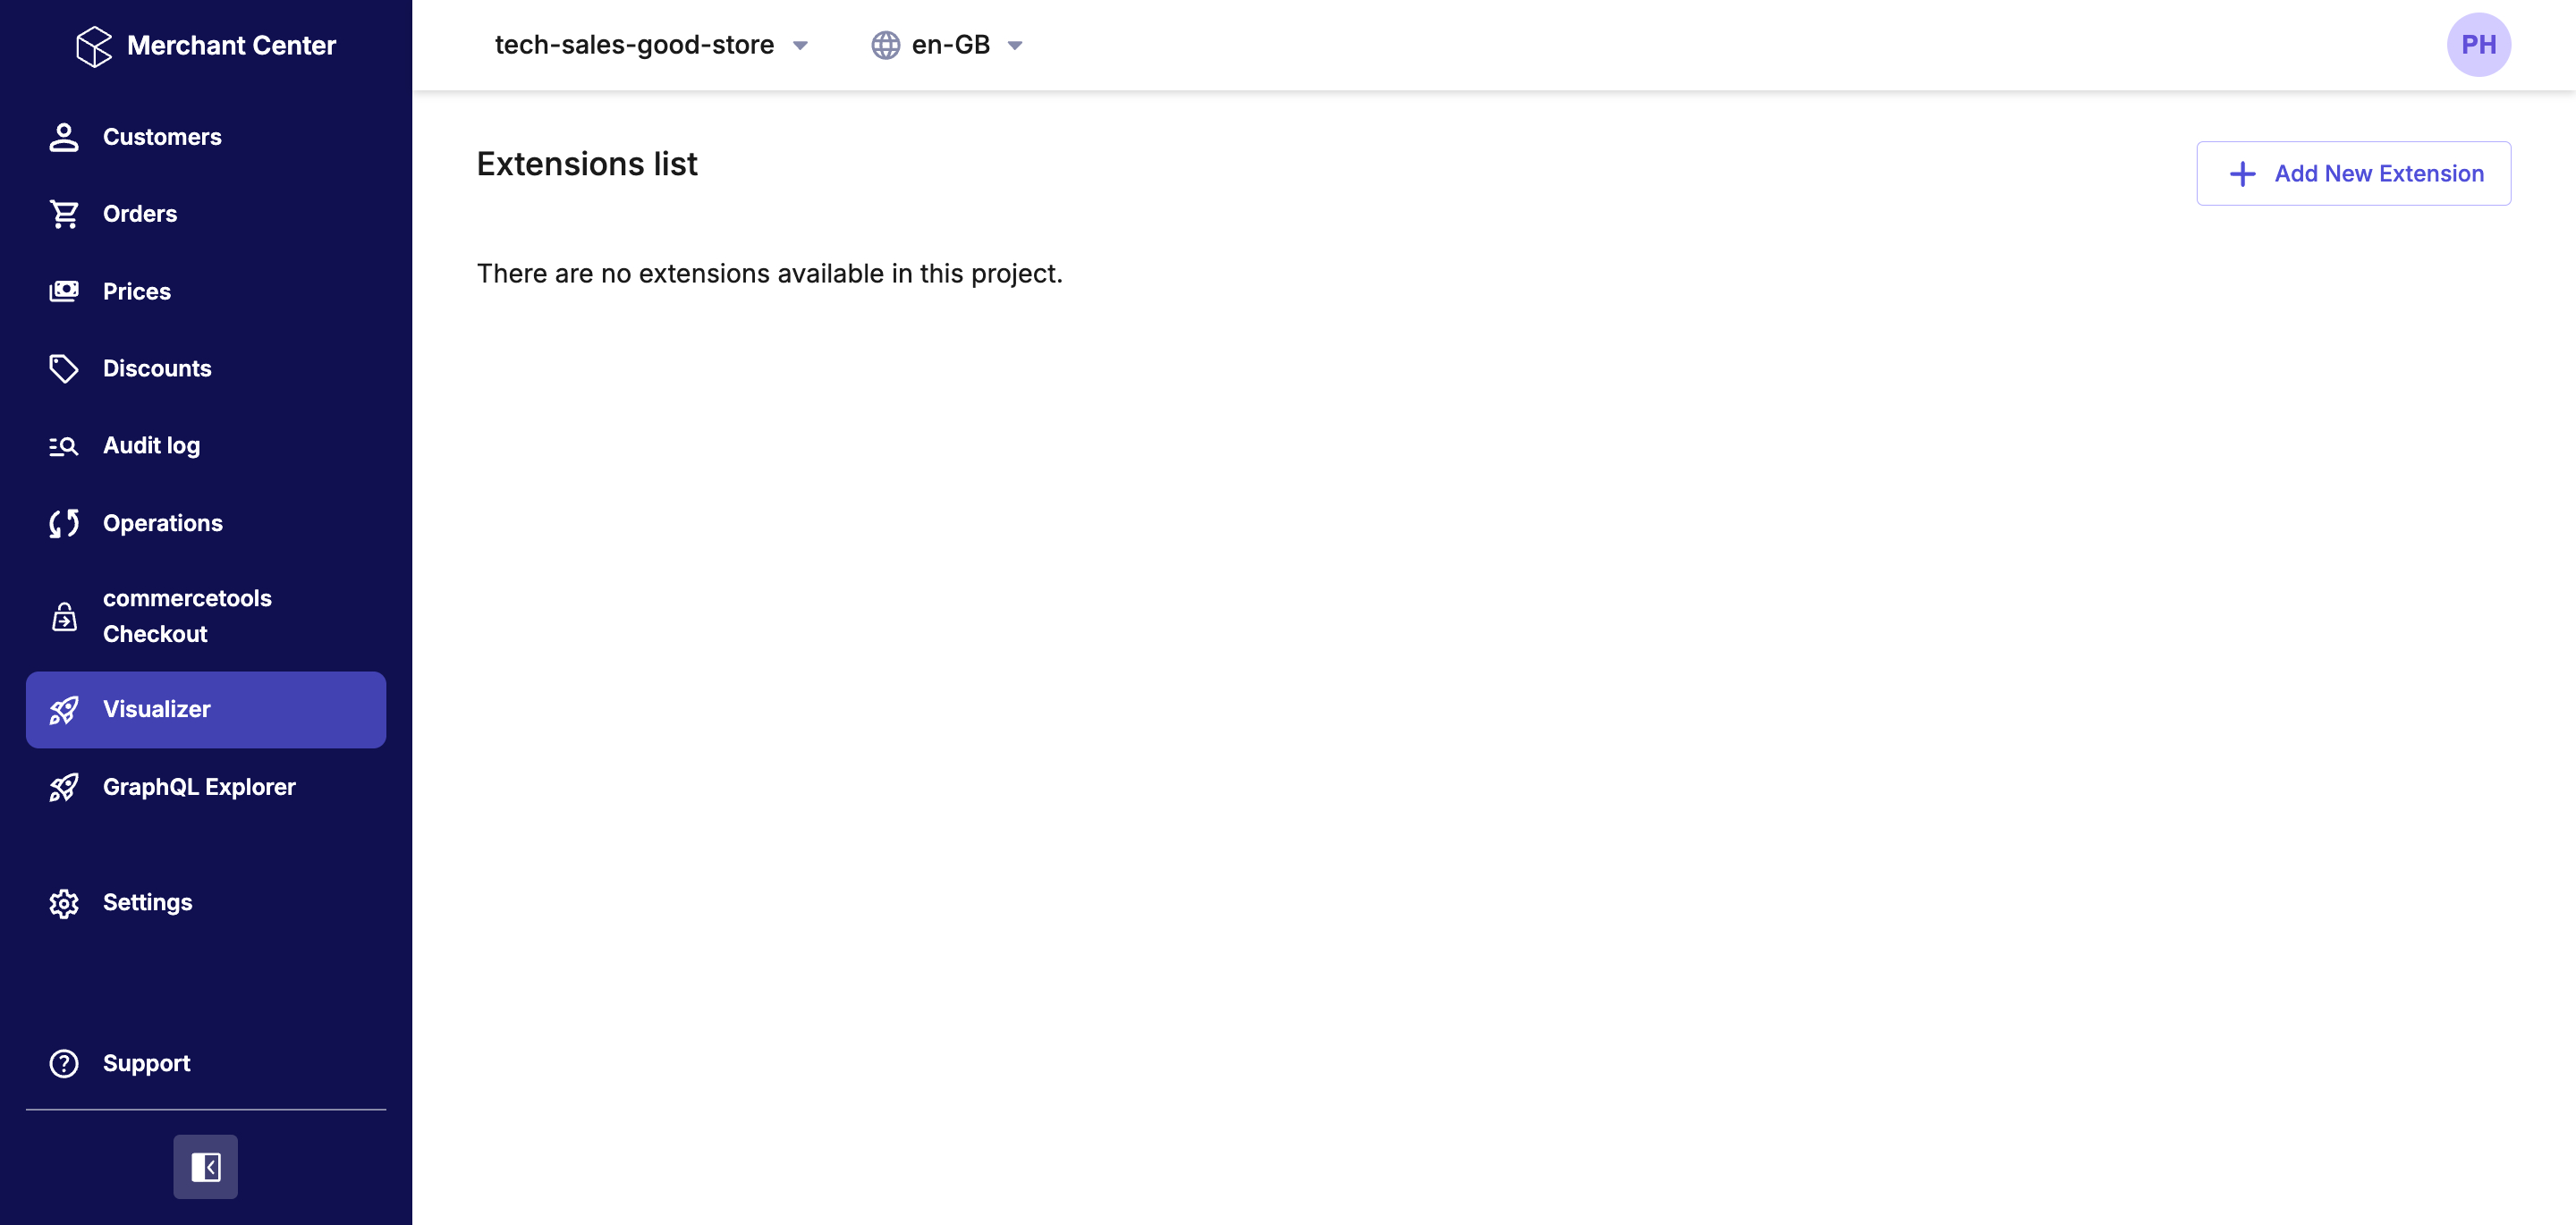 Merchant Center
tech-sales-good-store
en-GB
PH
Customers
Orders
Prices
Discounts
Audit log
Operations
commercetools
Checkout
Visualizer
GraphQL Explorer
Settings
Support
Extensions list
Add New Extension
There are no extensions available in this project.